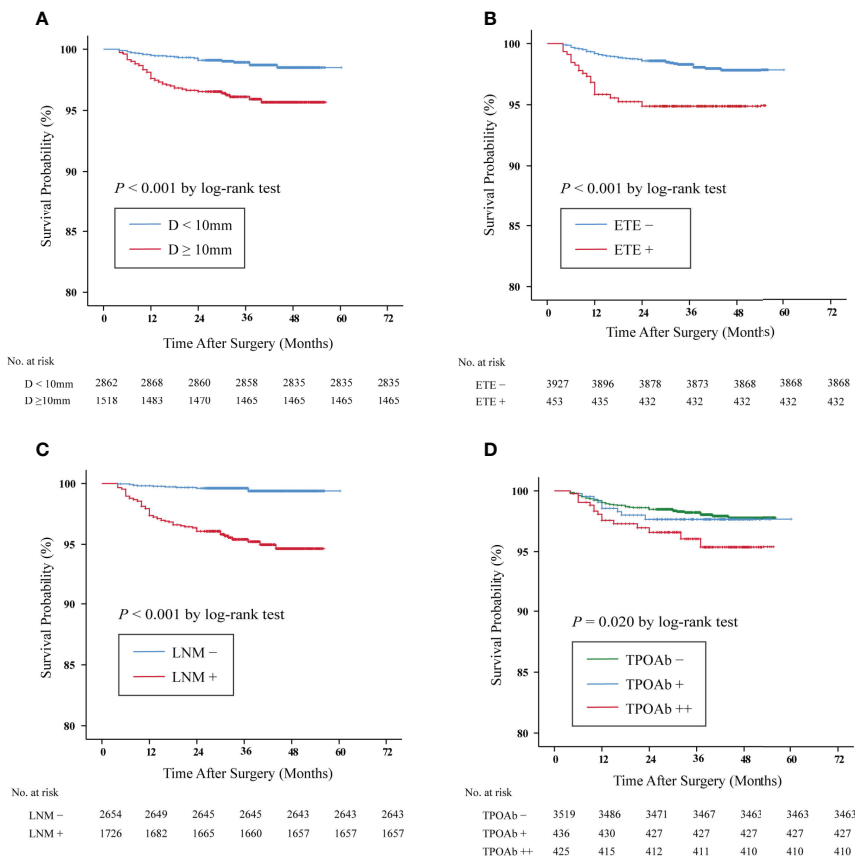 A
100
95
90
85
80
Survival Probability (%)
P < 0.001 by log-rank test
D < 10mm
D ≥ 10mm
0 12 24 36 48 60 72
Time After Surgery (Months)
No. at risk
D < 10mm 2862 2868 2860 2858 2835 2835 2835
D ≥10mm 1518 1483 1470 1465 1465 1465 1465
B
100
95
90
85
80
Survival Probability (%)
P < 0.001 by log-rank test
ETE −
ETE +
0 12 24 36 48 60 72
Time After Surgery (Months)
No. at risk
ETE − 3927 3896 3878 3873 3868 3868 3868
ETE + 453 435 432 432 432 432 432
C
100
95
90
85
80
Survival Probability (%)
P < 0.001 by log-rank test
LNM −
LNM +
0 12 24 36 48 60 72
Time After Surgery (Months)
No. at risk
LNM − 2654 2649 2645 2645 2643 2643 2643
LNM + 1726 1682 1665 1660 1657 1657 1657
D
100
95
90
85
80
Survival Probability (%)
P = 0.020 by log-rank test
TPOAb −
TPOAb +
TPOAb ++
0 12 24 36 48 60 72
Time After Surgery (Months)
No. at risk
TPOAb − 3519 3486 3471 3467 3463 3463 3463
TPOAb + 436 430 427 427 427 427 427
TPOAb ++ 425 415 412 411 410 410 410